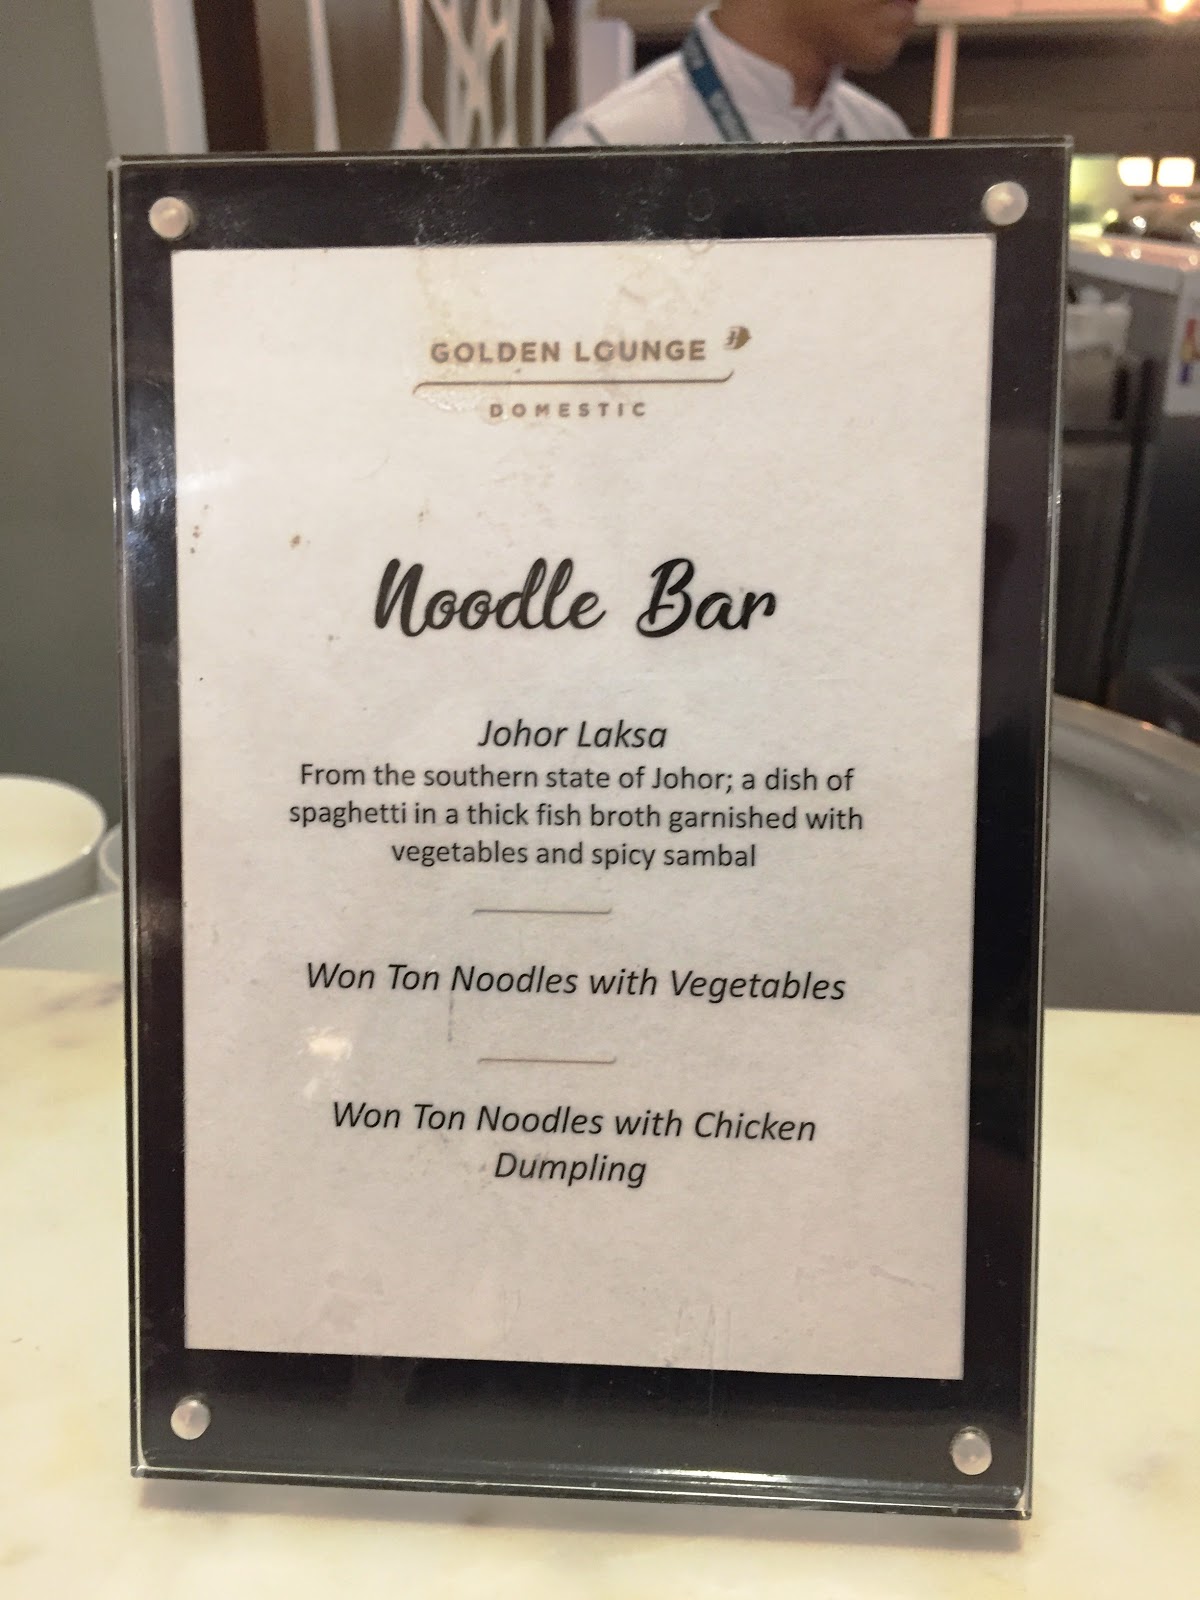 GOLDEN LOUNGE
DOMESTIC
Noodle Bar
Johor Laksa
From the southern state of Johor; a dish of
spaghetti in a thick fish broth garnished with
vegetables and spicy sambal
Won Ton Noodles with Vegetables
Won Ton Noodles with Chicken
Dumpling